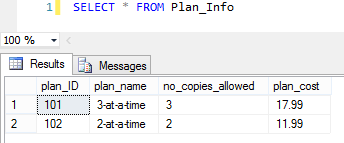 1 SELECT * FROM Plan_Info
100 %
Results Messages
plan_ID plan_name no_copies_allowed plan_cost
1 101 3-at-a-time 3 17.99
2 102 2-at-a-time 2 11.99